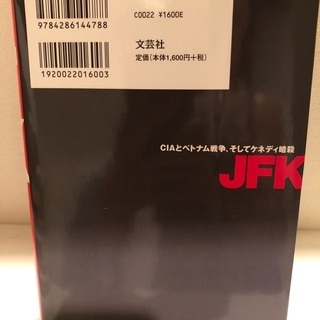 C0022 ¥1600E
9784286144788
文芸社
定価(本体1,600円+税)
1920022016003
CIAとベトナム戦争、そしてケネディ暗殺
JFK